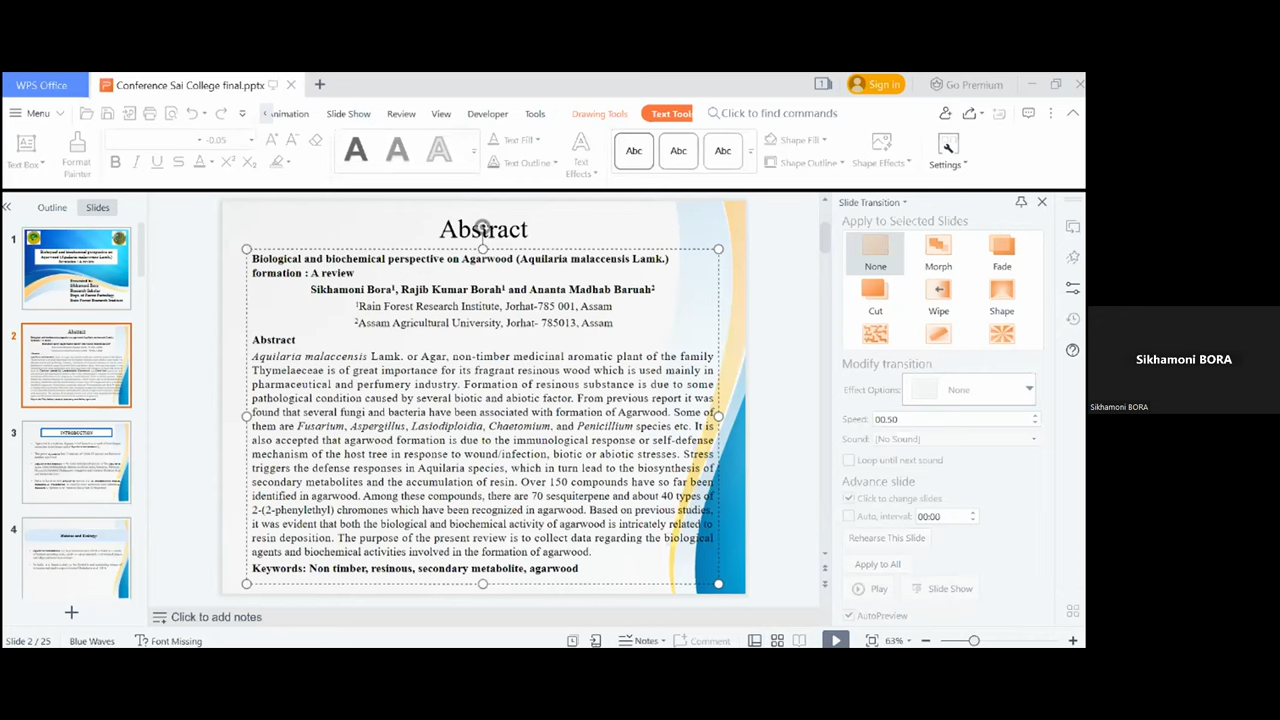 WPS Office
Conference Sai College final.pptx
1
Sign in
Go Premium
Menu
Animation
Slide Show
Review
View
Developer
Tools
Drawing Tools
Text Tools
Click to find commands
Text Box
Format
Painter
-0.05
Text Fill
Text Outline
Text
Effects
Abc
Abc
Abc
Shape Fill
Shape Outline
Shape Effects
Settings
Outline
Slides
1
2
3
INTRODUCTION
4
Abstract
Biological and biochemical perspective on Agarwood (Aquilaria malaccensis Lamk.)
formation : A review
Sikhamoni Bora¹, Rajib Kumar Borah¹ and Ananta Madhab Baruah²
¹Rain Forest Research Institute, Jorhat-785 001, Assam
²Assam Agricultural University, Jorhat- 785013, Assam
Abstract
Aquilaria malaccensis Lamk. or Agar, non-timber/medicinal aromatic plant of the family
Thymelaeceae is of great importance for its fragrant resinous wood which is used mainly in
pharmaceutical and perfumery industry. Formation of resinous substance is due to some
pathological condition caused by several biotic and abiotic factor. From previous report it was
found that several fungi and bacteria have been associated with formation of Agarwood. Some of
them are Fusarium, Aspergillus, Lasiodiploidia, Chaetomium, and Penicillium species etc. It is
also accepted that agarwood formation is due to theimmunological response or self-defense
mechanism of the host tree in response to wound/infection, biotic or abiotic stresses. Stress
triggers the defense responses in Aquilaria species, which in turn lead to the biosynthesis of
secondary metabolites and the accumulation of resin. Over 150 compounds have so far been
identified in agarwood. Among these compounds, there are 70 sesquiterpene and about 40 types of
2-(2-phenylethyl) chromones which have been recognized in agarwood. Based on previous studies,
it was evident that both the biological and biochemical activity of agarwood is intricately related to
resin deposition. The purpose of the present review is to collect data regarding the biological
agents and biochemical activities involved in the formation of agarwood.
Keywords: Non timber, resinous, secondary metabolite, agarwood
Slide Transition
Apply to Selected Slides
None
Morph
Fade
Cut
Wipe
Shape
Modify transition
Effect Options:
None
Speed:
00.50
Sound:
[No Sound]
Loop until next sound
Advance slide
Click to change slides
Auto, interval:
00:00
Rehearse This Slide
Apply to All
Play
Slide Show
AutoPreview
Click to add notes
Slide 2 / 25
Blue Waves
Font Missing
Notes
Comment
63%
Sikhamoni BORA
Sikhamoni BORA